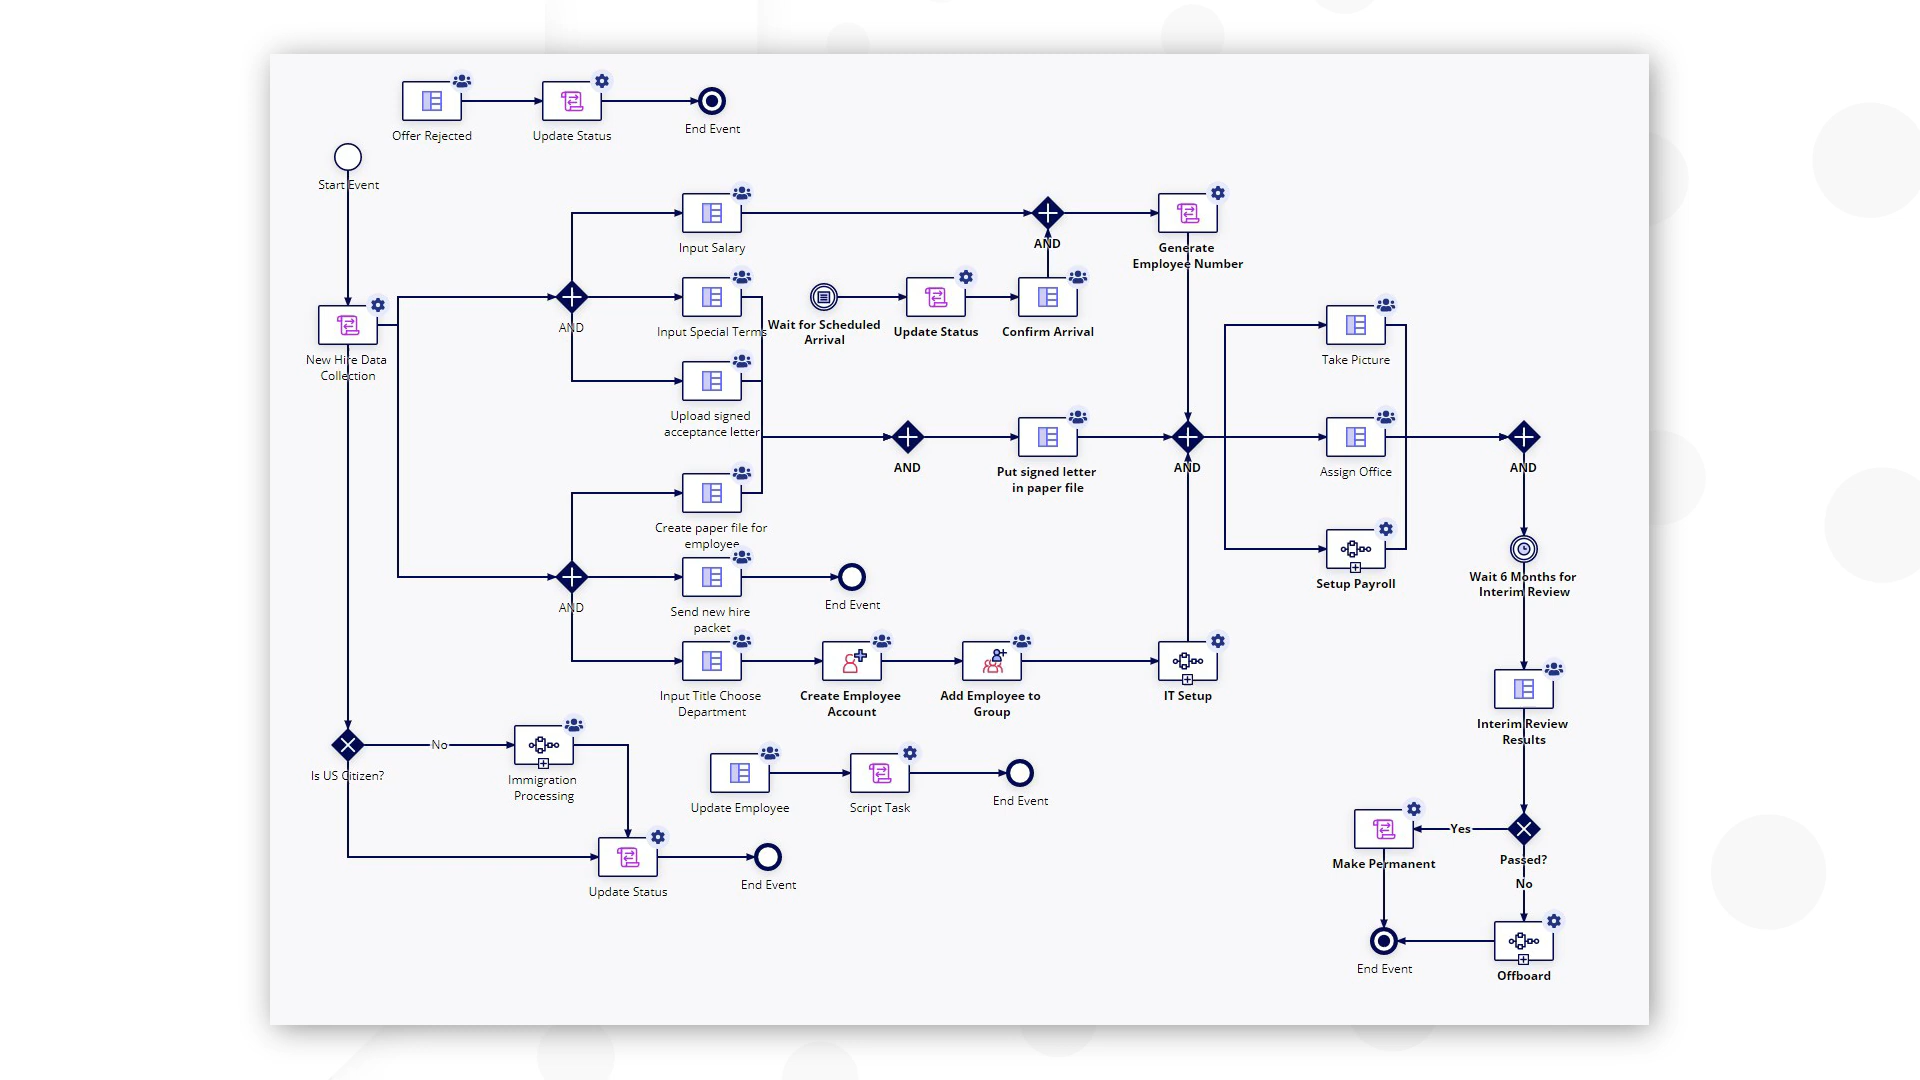 Offer Rejected
Update Status
End Event
Start Event
Input Salary
AND
Generate
Employee Number
AND
Input Special Terms
Wait for Scheduled
Arrival
Update Status
Confirm Arrival
New Hire Data
Collection
Take Picture
Upload signed
acceptance letter
AND
Put signed letter
in paper file
AND
Assign Office
AND
Create paper file for
employee
Setup Payroll
Wait 6 Months for
Interim Review
AND
Send new hire
packet
End Event
Input Title Choose
Department
Create Employee
Account
Add Employee to
Group
IT Setup
Interim Review
Results
No
Is US Citizen?
Immigration
Processing
Update Employee
Script Task
End Event
Yes
Make Permanent
Passed?
No
Update Status
End Event
End Event
Offboard